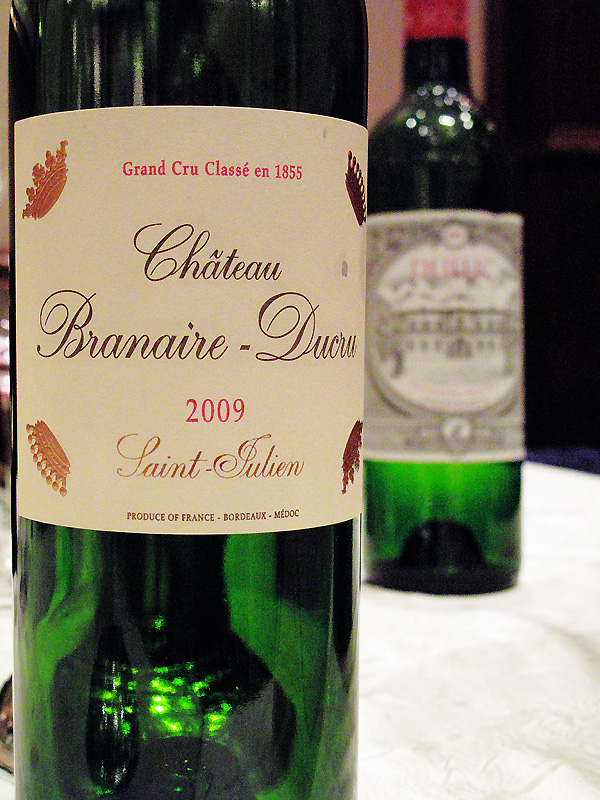 Grand Cru Classé en 1855
Château
Branaire-Ducru
2009
Saint-Julien
PRODUCE OF FRANCE - BORDEAUX - MÉDOC